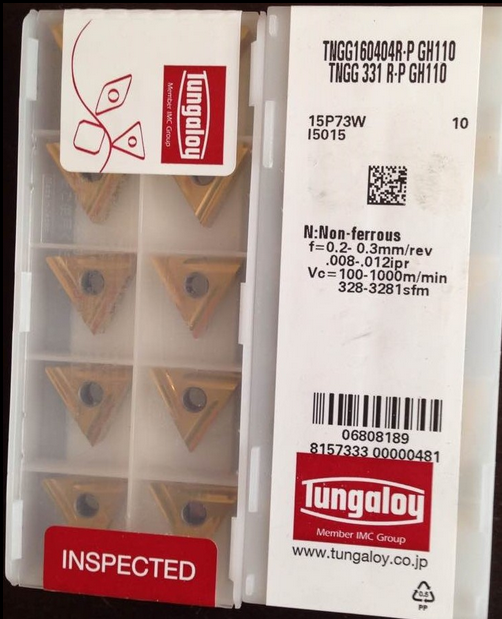 Tungaloy
Member IMC Group
INSPECTED
TNGG160404R-P GH110
TNGG 331 R-P GH110
15P73W 10
I5015
N:Non-ferrous
f=0.2- 0.3mm/rev
.008-.012ipr
Vc=100-1000m/min
328-3281sfm
06808189
8157333 00000481
Tungaloy
Member IMC Group
www.tungaloy.co.jp
PP